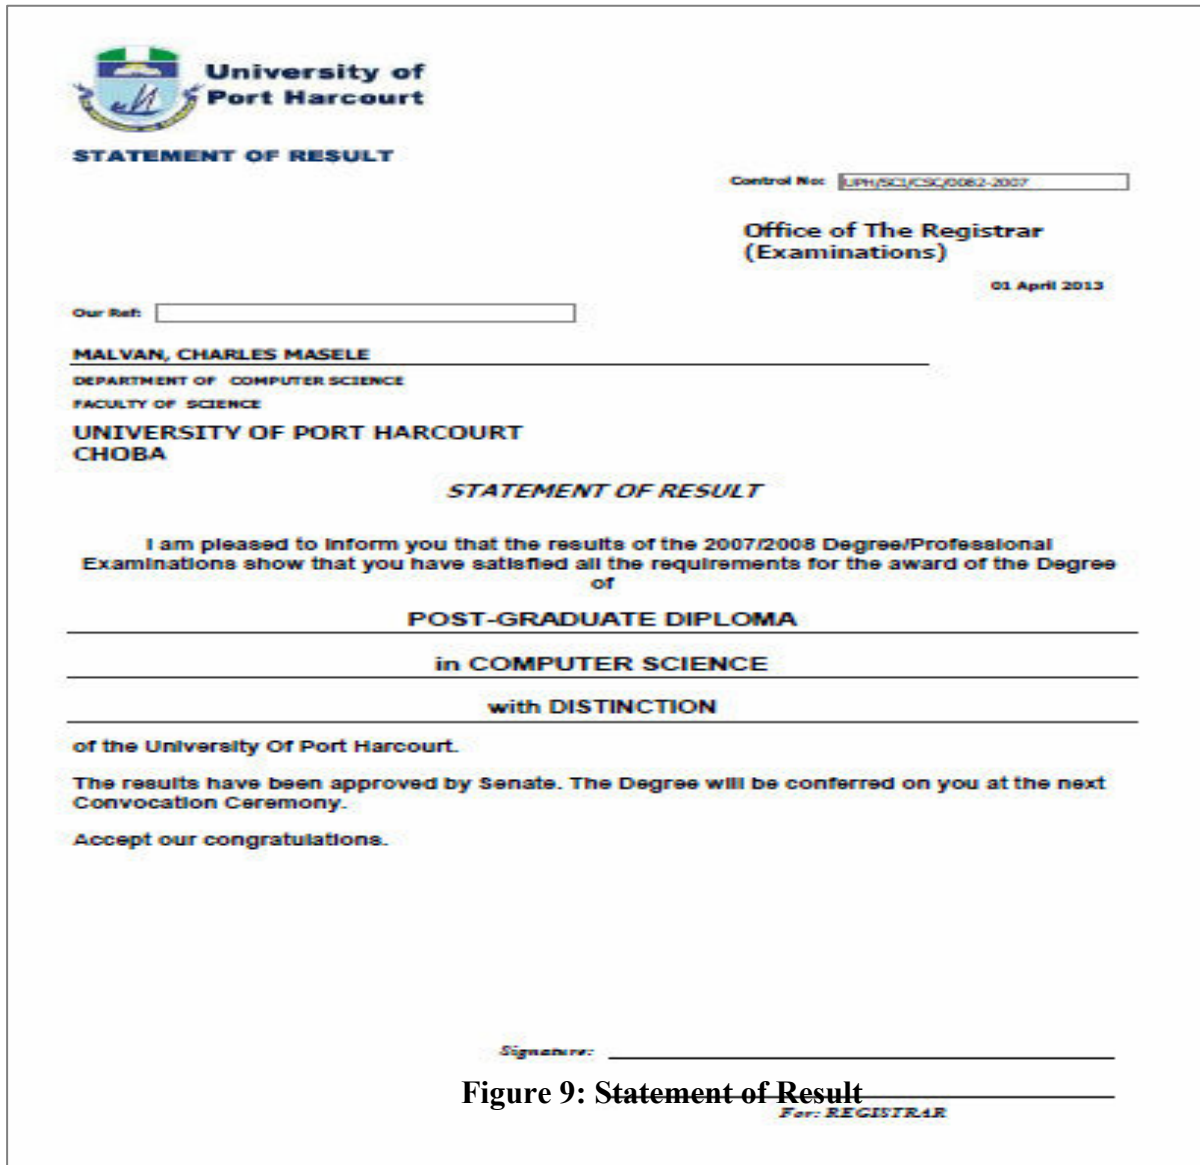 University of
Port Harcourt
STATEMENT OF RESULT
Control No: UPH/SCI/CSC/0082-2007
Office of The Registrar
(Examinations)
01 April 2013
Our Ref:
MALVAN, CHARLES MASELE
DEPARTMENT OF COMPUTER SCIENCE
FACULTY OF SCIENCE
UNIVERSITY OF PORT HARCOURT
CHOBA
STATEMENT OF RESULT
I am pleased to inform you that the results of the 2007/2008 Degree/Professional
Examinations show that you have satisfied all the requirements for the award of the Degree
of
POST-GRADUATE DIPLOMA
in COMPUTER SCIENCE
with DISTINCTION
of the University Of Port Harcourt.
The results have been approved by Senate. The Degree will be conferred on you at the next
Convocation Ceremony.
Accept our congratulations.
Signature:
Figure 9: Statement of Result
For: REGISTRAR